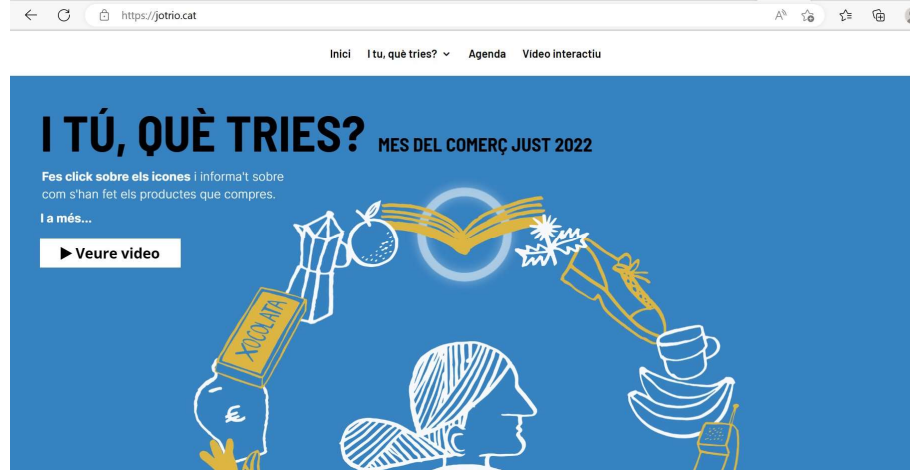 https://jotrio.cat
Inici I tu, què tries? Agenda Vídeo interactiu
I TÚ, QUÈ TRIES? MES DEL COMERÇ JUST 2022
Fes click sobre els icones i informa't sobre
com s'han fet els productes que compres.
I a més...
Veure video
XOCOLATA
€